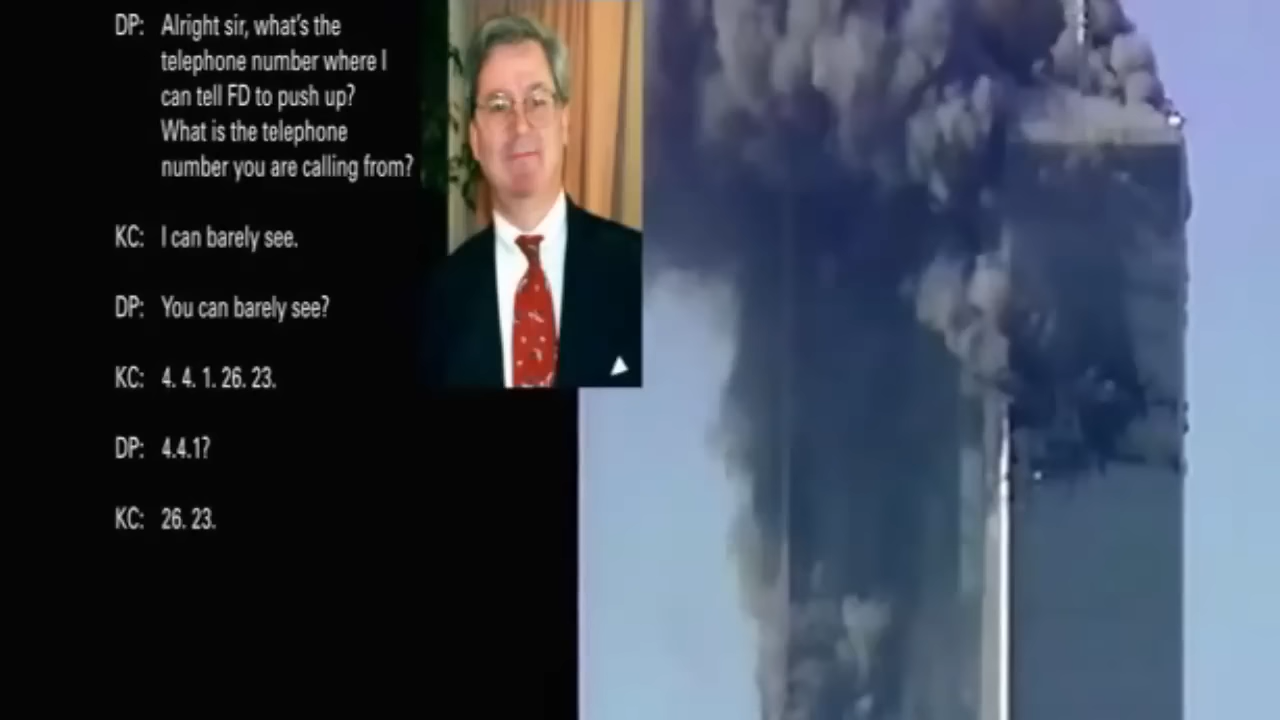 DP: Alright sir, what's the
telephone number where I
can tell FD to push up?
What is the telephone
number you are calling from?
KC: I can barely see.
DP: You can barely see?
KC: 4. 4. 1. 26. 23.
DP: 4.4.1?
KC: 26. 23.